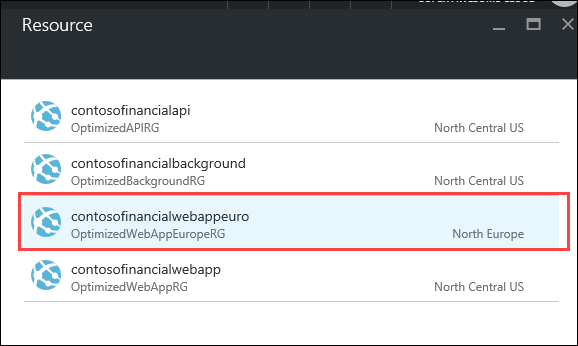 Resource
contosofinancialapi
OptimizedAPIRG North Central US
contosofinancialbackground
OptimizedBackgroundRG North Central US
contosofinancialwebappeuro
OptimizedWebAppEuropeRG North Europe
contosofinancialwebapp
OptimizedWebAppRG North Central US